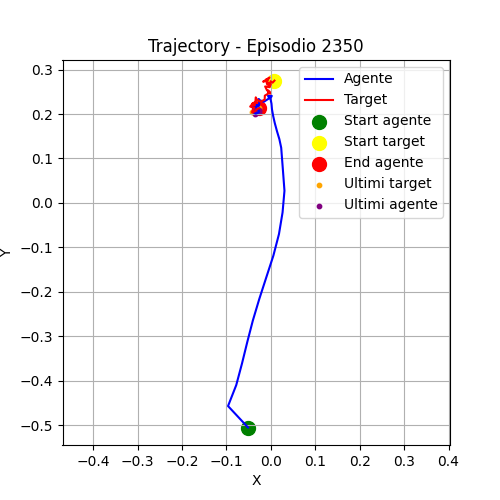 Trajectory - Episodio 2350
Agente
Target
Start agente
Start target
End agente
Ultimi target
Ultimi agente
0.3
0.2
0.1
0.0
−0.1
−0.2
−0.3
−0.4
−0.5
Y
−0.4
−0.3
−0.2
−0.1
0.0
0.1
0.2
0.3
0.4
X